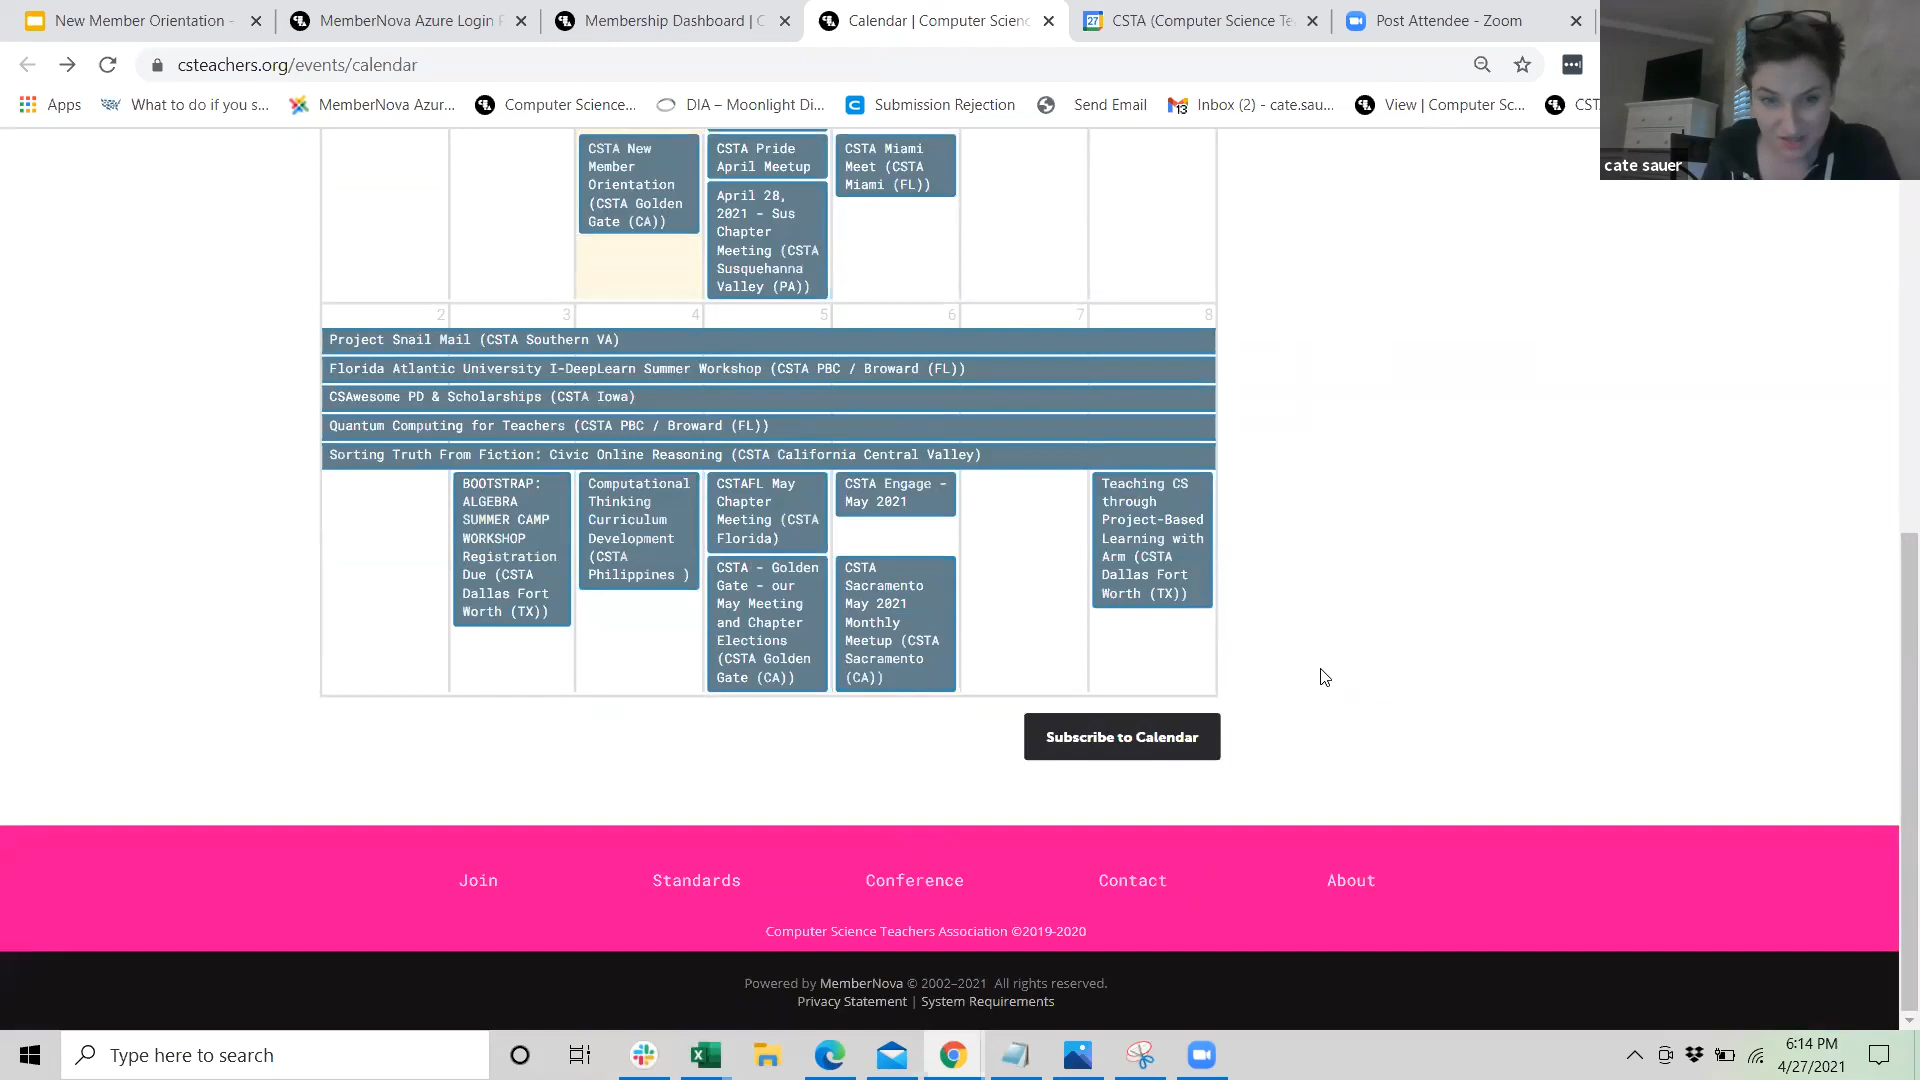 New Member Orientation -
MemberNova Azure Login P
Membership Dashboard | C
Calendar | Computer Scienc
27
CSTA (Computer Science Te
Post Attendee - Zoom
csteachers.org/events/calendar
Apps
What to do if you s...
MemberNova Azur...
Computer Science...
DIA – Moonlight Di...
Submission Rejection
Send Email
13
Inbox (2) - cate.sau...
View | Computer Sc...
CST
cate sauer
CSTA New
Member
Orientation
(CSTA Golden
Gate (CA))
CSTA Pride
April Meetup
April 28,
2021 - Sus
Chapter
Meeting (CSTA
Susquehanna
Valley (PA))
CSTA Miami
Meet (CSTA
Miami (FL))
2
3
4
5
6
7
8
Project Snail Mail (CSTA Southern VA)
Florida Atlantic University I-DeepLearn Summer Workshop (CSTA PBC / Broward (FL))
CSAwesome PD & Scholarships (CSTA Iowa)
Quantum Computing for Teachers (CSTA PBC / Broward (FL))
Sorting Truth From Fiction: Civic Online Reasoning (CSTA California Central Valley)
BOOTSTRAP:
ALGEBRA
SUMMER CAMP
WORKSHOP
Registration
Due (CSTA
Dallas Fort
Worth (TX))
Computational
Thinking
Curriculum
Development
(CSTA
Philippines )
CSTAFL May
Chapter
Meeting (CSTA
Florida)
CSTA - Golden
Gate - our
May Meeting
and Chapter
Elections
(CSTA Golden
Gate (CA))
CSTA Engage -
May 2021
CSTA
Sacramento
May 2021
Monthly
Meetup (CSTA
Sacramento
(CA))
Teaching CS
through
Project-Based
Learning with
Arm (CSTA
Dallas Fort
Worth (TX))
Subscribe to Calendar
Join
Standards
Conference
Contact
About
Computer Science Teachers Association ©2019-2020
Powered by MemberNova © 2002–2021 All rights reserved.
Privacy Statement | System Requirements
Type here to search
6:14 PM
4/27/2021